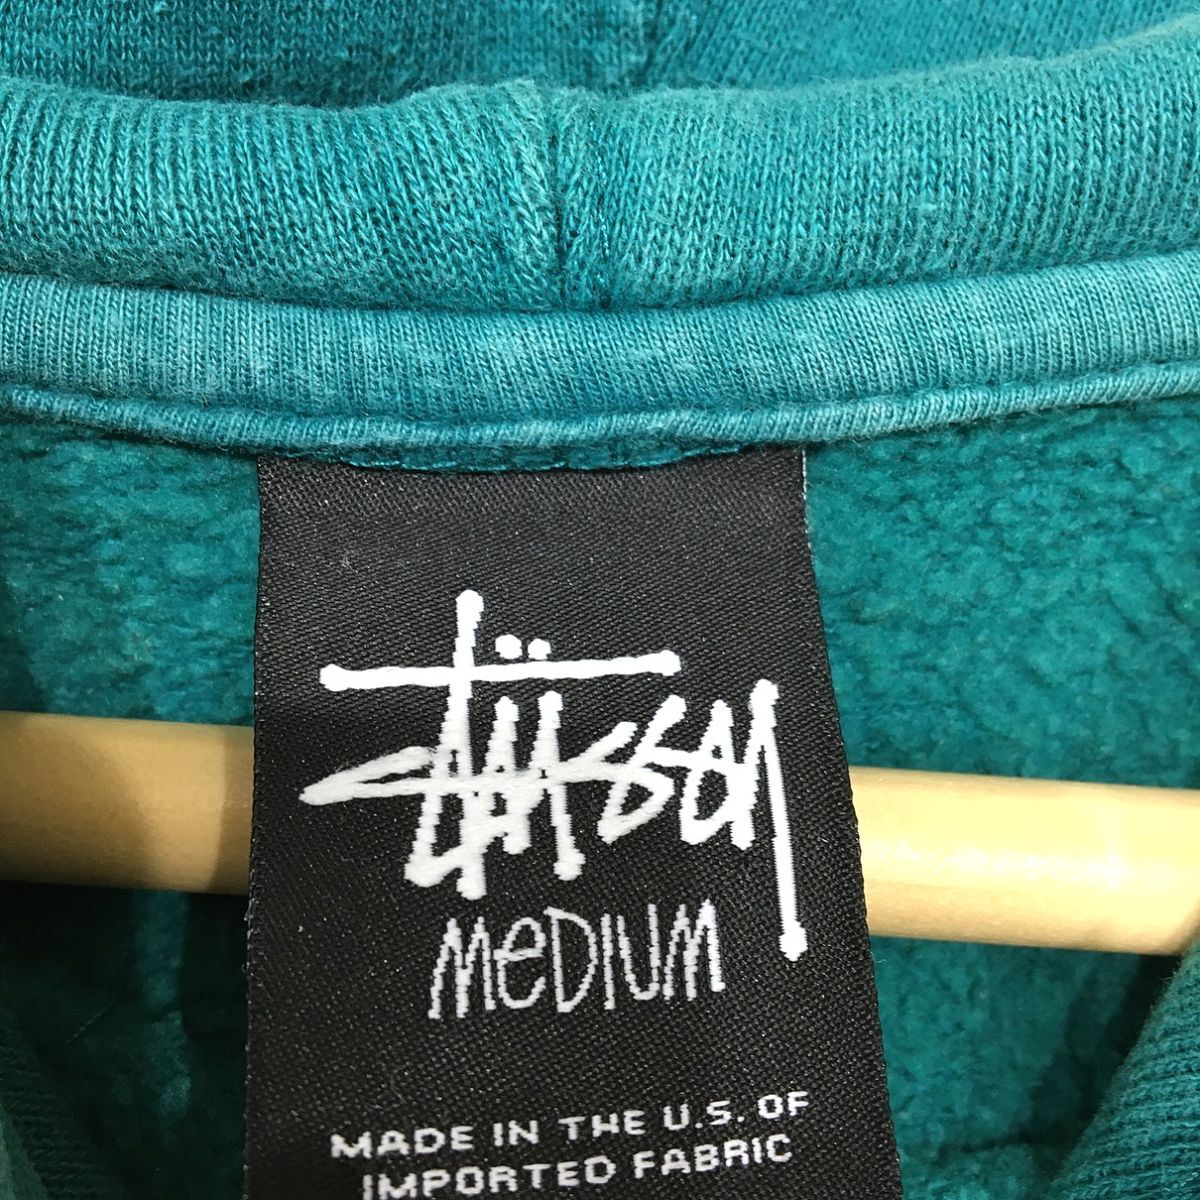 Stüssy
MeDIUM
MADE IN THE U.S. OF
IMPORTED FABRIC